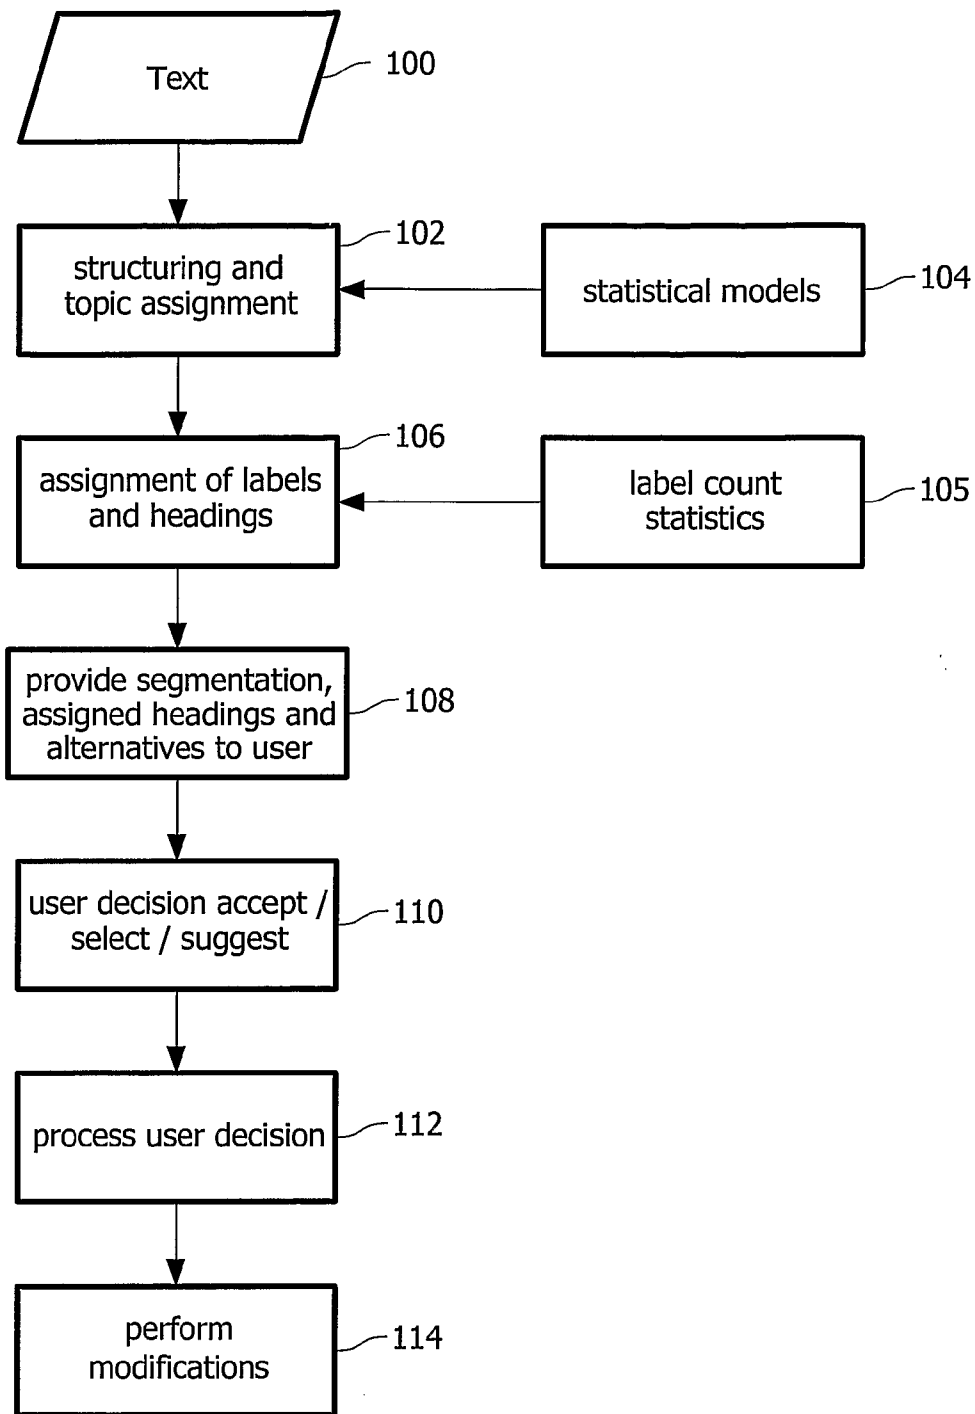 Text
100
structuring and
topic assignment
102
statistical models
104
assignment of labels
and headings
106
label count
statistics
105
provide segmentation,
assigned headings and
alternatives to user
108
user decision accept /
select / suggest
110
process user decision
112
perform
modifications
114